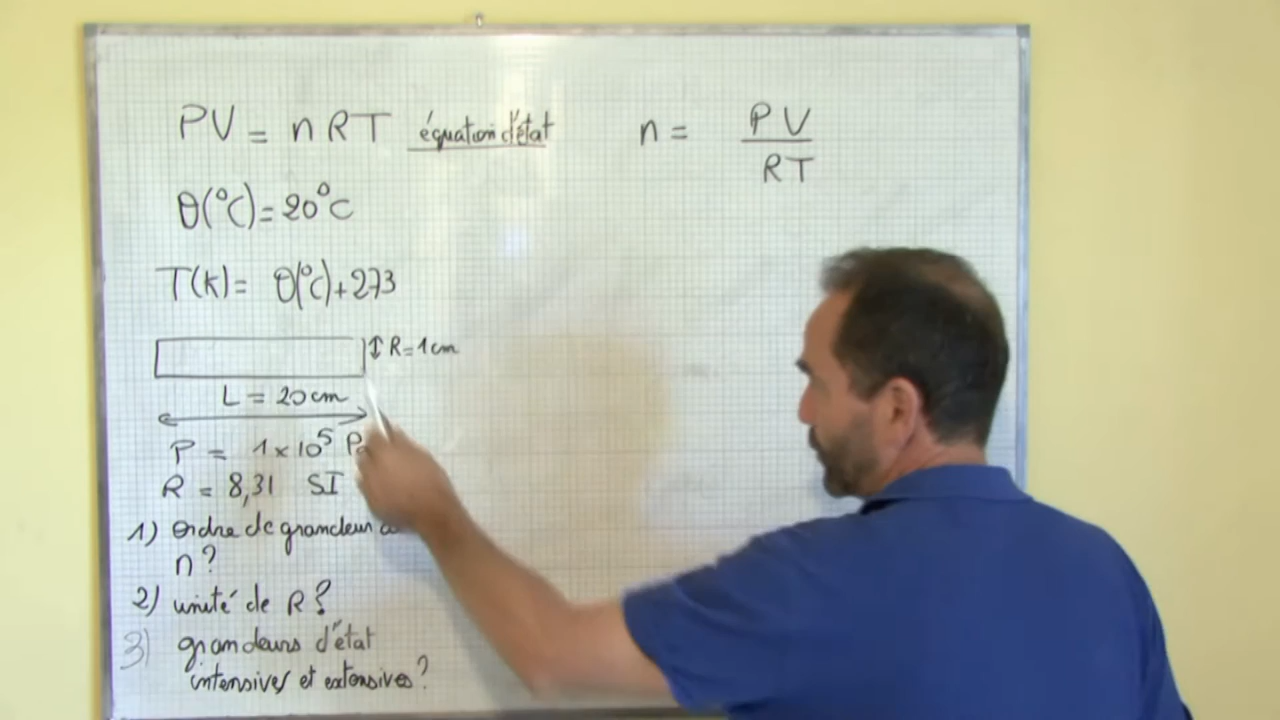 PV = nRT équation d'état
n = PV
RT
θ(°C) = 20°C
T(K) = θ(°C) + 273
R = 1 cm
L = 20 cm
P = 1 × 10⁵
R = 8,31 SI
1) Ordre de grandeur
n ?
2) unité de R ?
3) grandeurs d'état
intensives et extensives ?